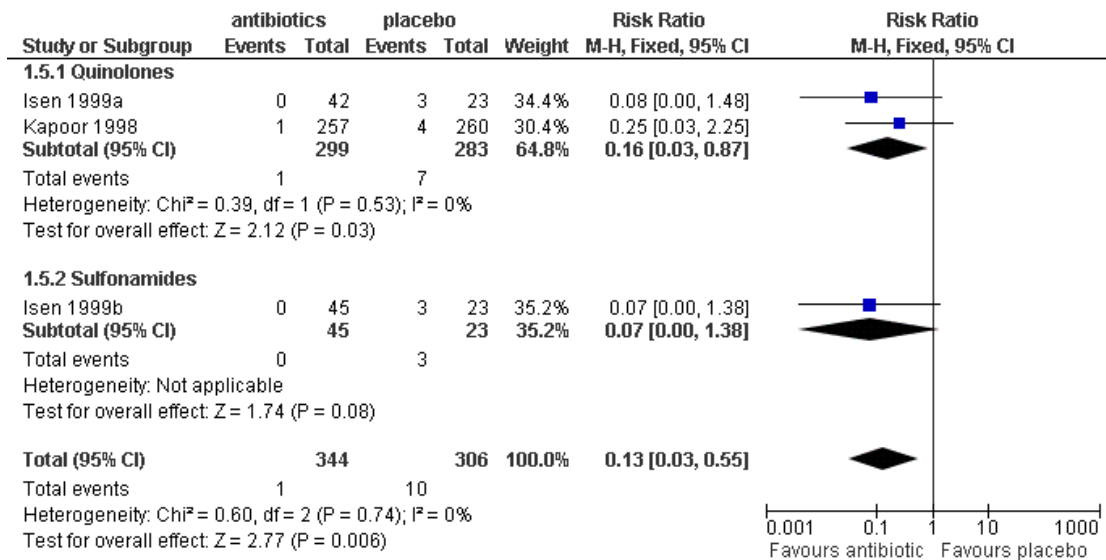 antibiotics placebo Risk Ratio Risk Ratio
Study or Subgroup Events Total Events Total Weight M-H, Fixed, 95% CI M-H, Fixed, 95% CI
1.5.1 Quinolones
Isen 1999a 0 42 3 23 34.4% 0.08 [0.00, 1.48]
Kapoor 1998 1 257 4 260 30.4% 0.25 [0.03, 2.25]
Subtotal (95% CI) 299 283 64.8% 0.16 [0.03, 0.87]
Total events 1 7
Heterogeneity: Chi² = 0.39, df = 1 (P = 0.53); I² = 0%
Test for overall effect: Z = 2.12 (P = 0.03)
1.5.2 Sulfonamides
Isen 1999b 0 45 3 23 35.2% 0.07 [0.00, 1.38]
Subtotal (95% CI) 45 23 35.2% 0.07 [0.00, 1.38]
Total events 0 3
Heterogeneity: Not applicable
Test for overall effect: Z = 1.74 (P = 0.08)
Total (95% CI) 344 306 100.0% 0.13 [0.03, 0.55]
Total events 1 10
Heterogeneity: Chi² = 0.60, df = 2 (P = 0.74); I² = 0%
Test for overall effect: Z = 2.77 (P = 0.006)
0.001 0.1 1 10 1000
Favours antibiotic Favours placebo